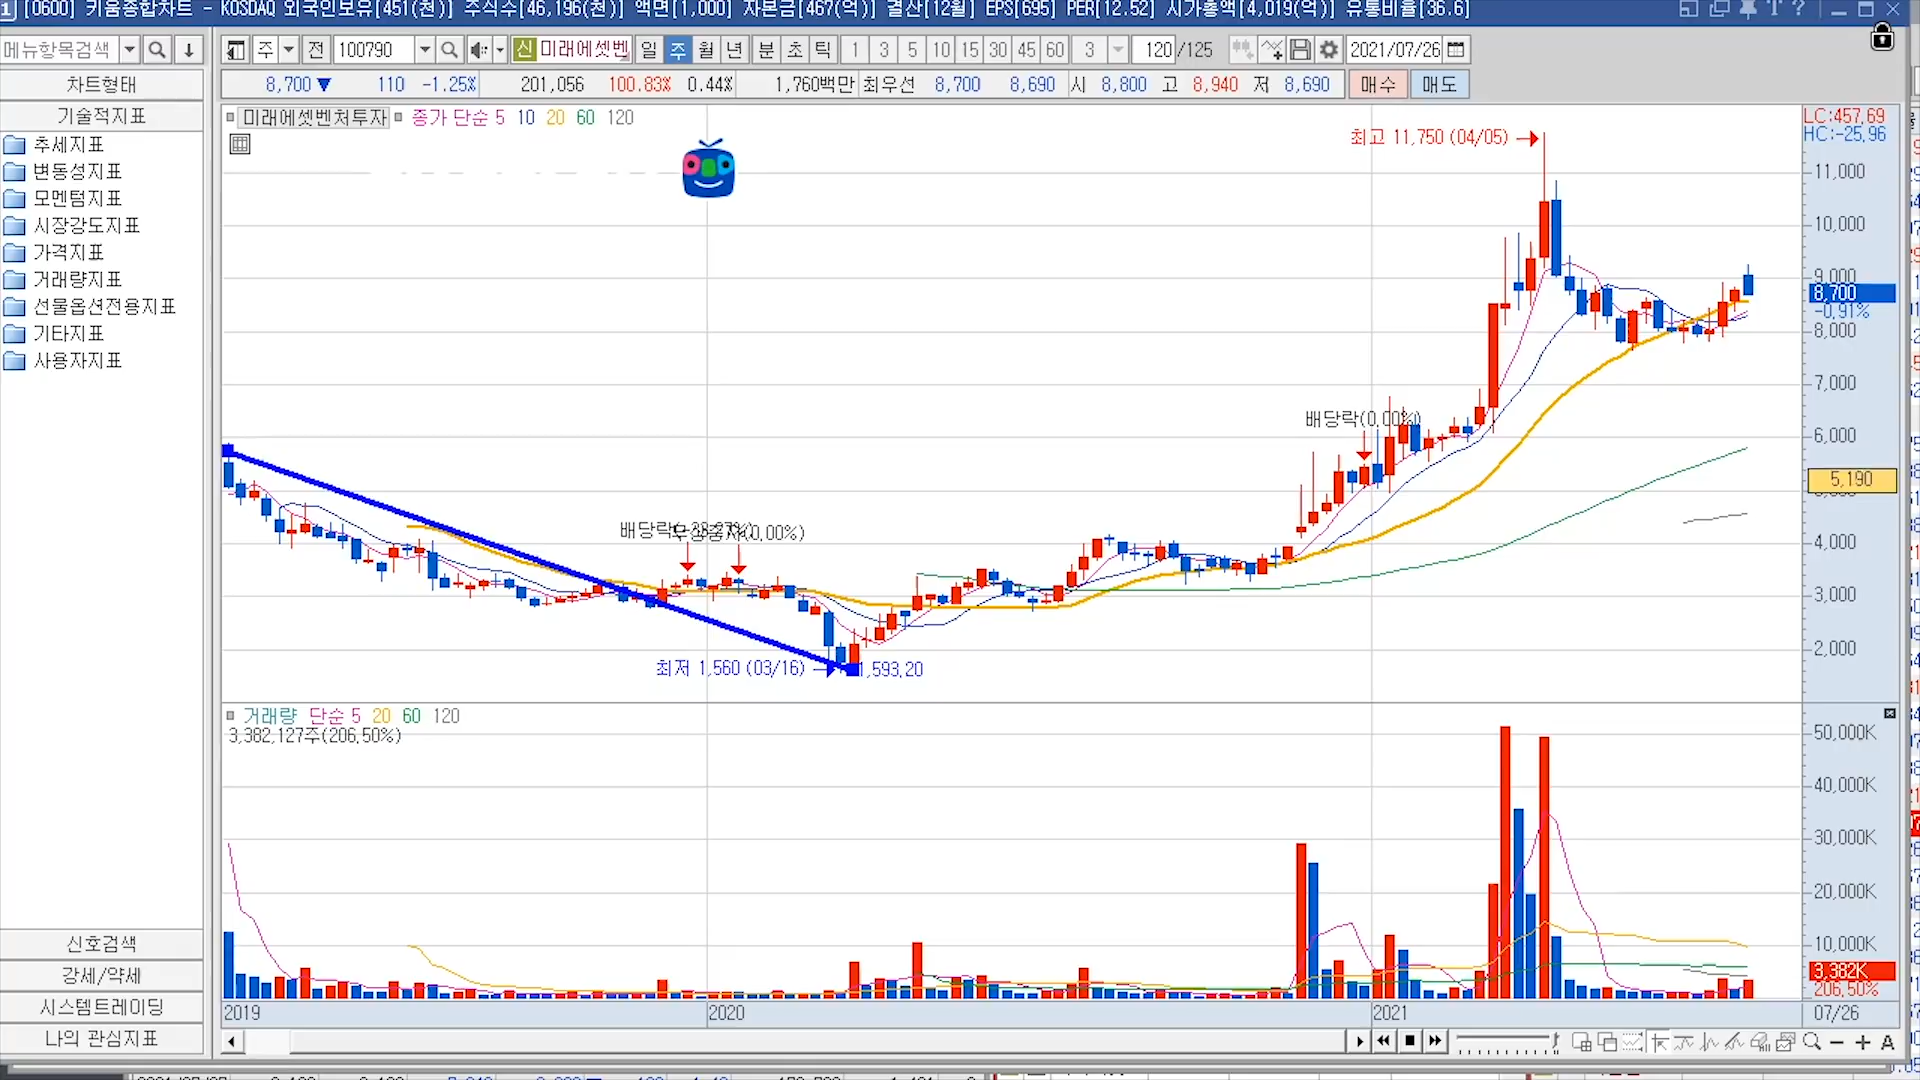 1 [0600] 키움종합차트 - KOSDAQ 외국인보유[451(천)] 주식수[46,196(천)] 액면[1,000] 자본금[467(억)] 결산[12월] EPS[695] PER[12.52] 시가총액[4,019(억)] 유통비율[36.6]
메뉴항목검색 주 전 100790 신 미래에셋벤 일 주 월 년 분 초 틱 1 3 5 10 15 30 45 60 3 120 /125 2021/07/26
8,700 ▼ 110 -1.25% 201,056 100.83% 0.44% 1,760백만 최우선 8,700 8,690 시 8,800 고 8,940 저 8,690 매수 매도
차트형태
기술적지표
추세지표
변동성지표
모멘텀지표
시장강도지표
가격지표
거래량지표
선물옵션전용지표
기타지표
사용자지표
신호검색
강세/약세
시스템트레이딩
나의 관심지표
미래에셋벤처투자 종가 단순 5 10 20 60 120
최고 11,750 (04/05)
LC:457,69
HC:-25,96
11,000
10,000
9,000
8,700
-0,91%
8,000
7,000
배당락(0,00%)
6,000
5,190
배당락
(0,00%)
4,000
3,000
2,000
최저 1,560 (03/16)
1,593,20
거래량 단순 5 20 60 120
3,382,127주(206,50%)
50,000K
40,000K
30,000K
20,000K
10,000K
3,382K
206,50%
2019 2020 2021 07/26
A